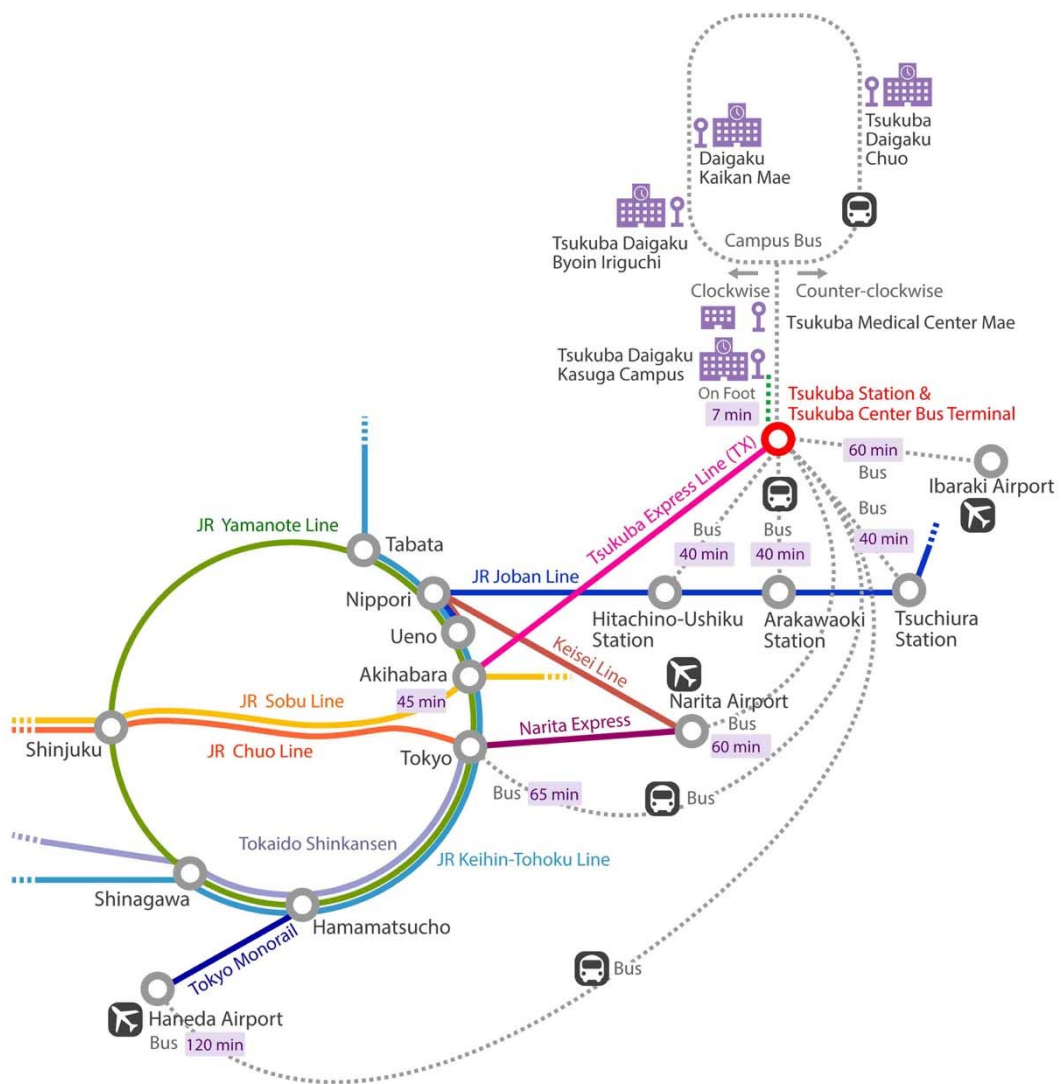 Tsukuba
Daigaku
Chuo
Daigaku
Kaikan Mae
Tsukuba Daigaku
Byoin Iriguchi
Campus Bus
Clockwise
Counter-clockwise
Tsukuba Medical Center Mae
Tsukuba Daigaku
Kasuga Campus
On Foot
7 min
Tsukuba Station &
Tsukuba Center Bus Terminal
60 min
Bus
Ibaraki Airport
Tsukuba Express Line (TX)
Bus
40 min
Bus
40 min
Bus
40 min
JR Yamanote Line
Tabata
JR Joban Line
Nippori
Hitachino-Ushiku
Station
Arakawaoki
Station
Tsuchiura
Station
Ueno
Keisei Line
Akihabara
45 min
JR Sobu Line
Narita Airport
Bus
60 min
Narita Express
Shinjuku
JR Chuo Line
Tokyo
Bus
65 min
Bus
Tokaido Shinkansen
JR Keihin-Tohoku Line
Shinagawa
Hamamatsucho
Tokyo Monorail
Bus
Haneda Airport
Bus
120 min